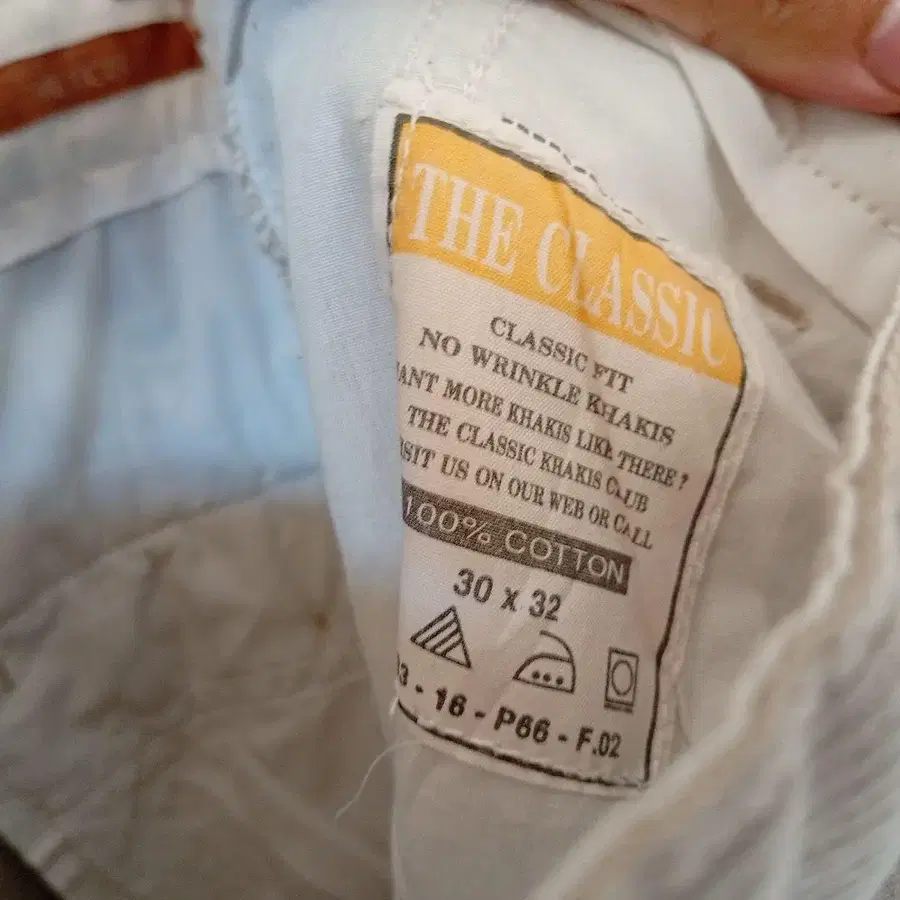 THE CLASSIC
CLASSIC FIT
NO WRINKLE KHAKIS
ANT MORE KHAKIS LIKE THERE ?
THE CLASSIC KHAKIS CLUB
ISIT US ON OUR WEB OR CALL
100% COTTON
30 x 32
3 - 16 - P66 - F.02